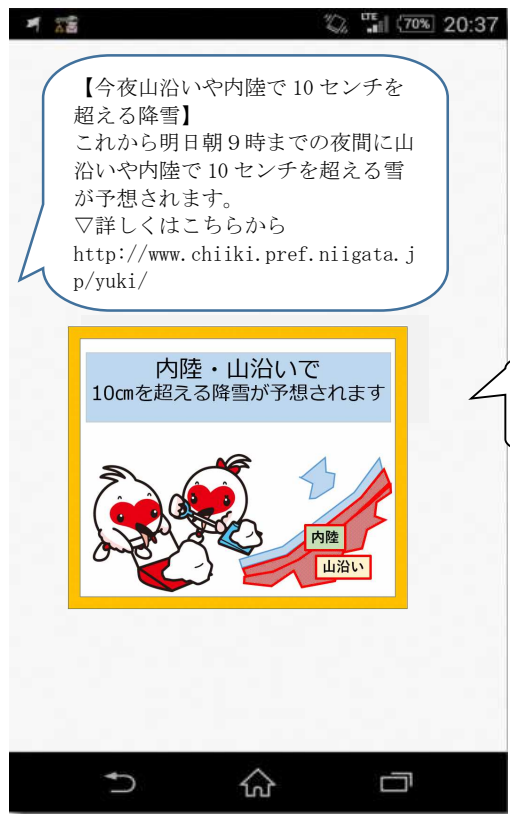 LTE 70% 20:37
【今夜山沿いや内陸で 10 センチを
超える降雪】
これから明日朝９時までの夜間に山
沿いや内陸で 10 センチを超える雪
が予想されます。
▽詳しくはこちらから
http://www.chiiki.pref.niigata.j
p/yuki/
内陸・山沿いで
10㎝を超える降雪が予想されます
内陸
山沿い